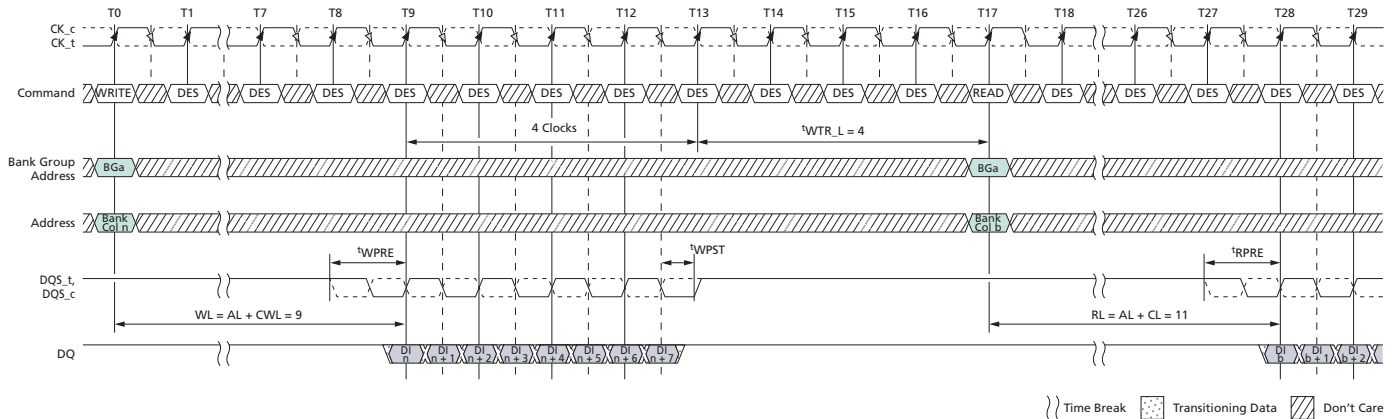 T0 T1 T7 T8 T9 T10 T11 T12 T13 T14 T15 T16 T17 T18 T26 T27 T28 T29
CK_c
CK_t
Command WRITE DES DES DES DES DES DES DES DES DES DES DES READ DES DES DES DES DES
4 Clocks tWTR_L = 4
Bank Group
Address
BGa BGa
Address
Bank
Col n
Bank
Col b
tWPRE tWPST tRPRE
DQS_t,
DQS_c
WL = AL + CWL = 9 RL = AL + CL = 11
DQ
DI
n
DI
n + 1
DI
n + 2
DI
n + 3
DI
n + 4
DI
n + 5
DI
n + 6
DI
n + 7
DI
b
DI
b + 1
DI
b + 2
Time Break Transitioning Data Don't Care